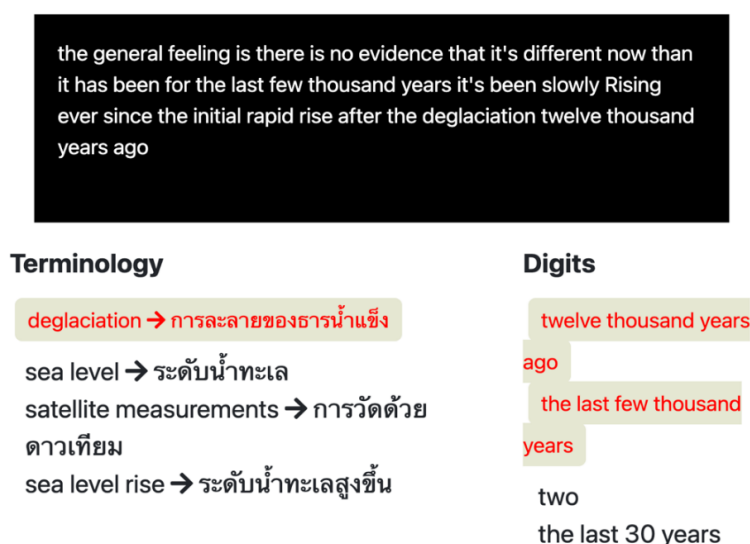 the general feeling is there is no evidence that it's different now than
it has been for the last few thousand years it's been slowly Rising
ever since the initial rapid rise after the deglaciation twelve thousand
years ago
Terminology
deglaciation → การละลายของธารน้ำแข็ง
sea level → ระดับน้ำทะเล
satellite measurements → การวัดด้วย
ดาวเทียม
sea level rise → ระดับน้ำทะเลสูงขึ้น
Digits
twelve thousand years
ago
the last few thousand
years
two
the last 30 years